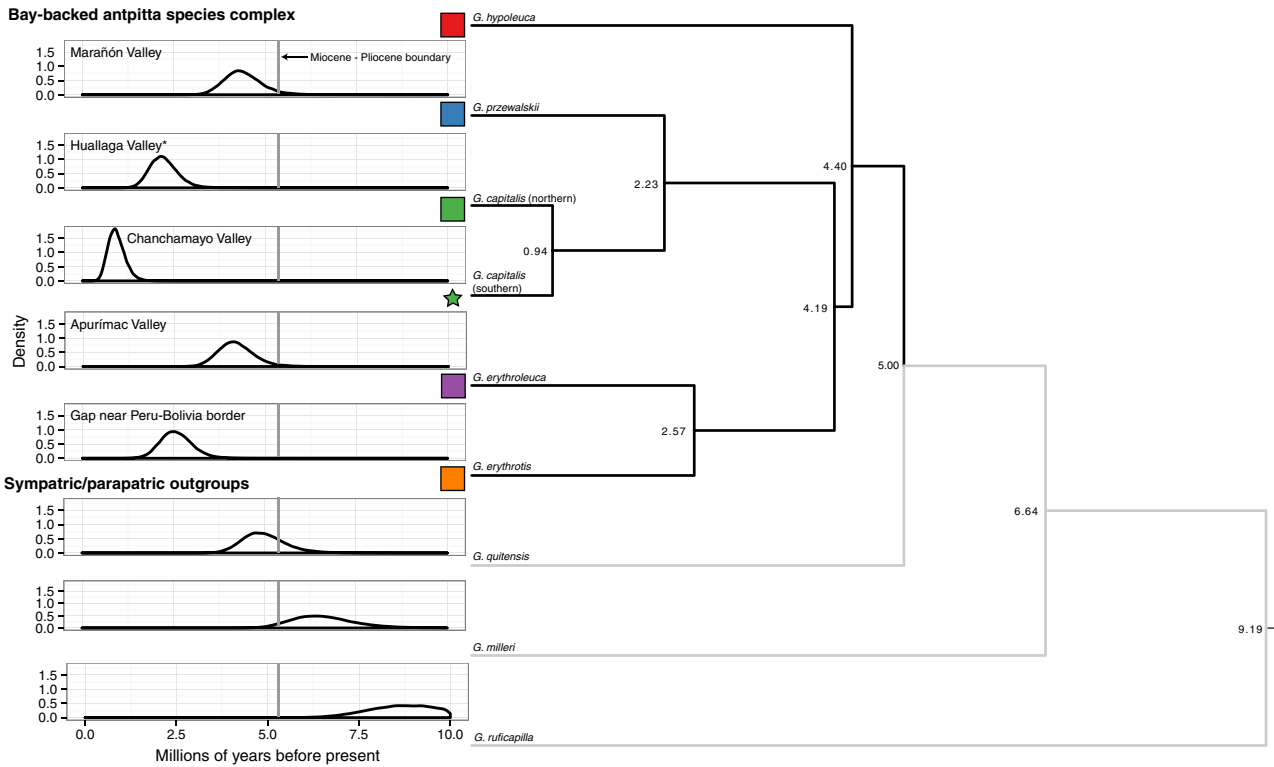 Bay-backed antpitta species complex
G. hypoleuca
Marañón Valley
Miocene - Pliocene boundary
1.5
1.0
0.5
0.0
G. przewalskii
Huallaga Valley*
1.5
1.0
0.5
0.0
4.40
2.23
G. capitalis (northern)
Chanchamayo Valley
1.5
1.0
0.5
0.0
0.94
G. capitalis
(southern)
4.19
Density
Apurímac Valley
1.5
1.0
0.5
0.0
5.00
G. erythroleuca
Gap near Peru-Bolivia border
1.5
1.0
0.5
0.0
2.57
G. erythrotis
Sympatric/parapatric outgroups
1.5
1.0
0.5
0.0
6.64
G. quitensis
1.5
1.0
0.5
0.0
9.19
G. milleri
1.5
1.0
0.5
0.0
G. ruficapilla
0.0 2.5 5.0 7.5 10.0
Millions of years before present